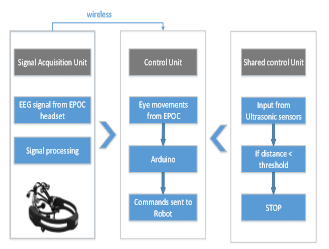 wireless
Signal Acquisition Unit
EEG signal from EPOC
headset
Signal processing
Control Unit
Eye movements
from EPOC
Arduino
Commands sent to
Robot
Shared control Unit
Input from
Ultrasonic sensors
If distance <
threshold
STOP